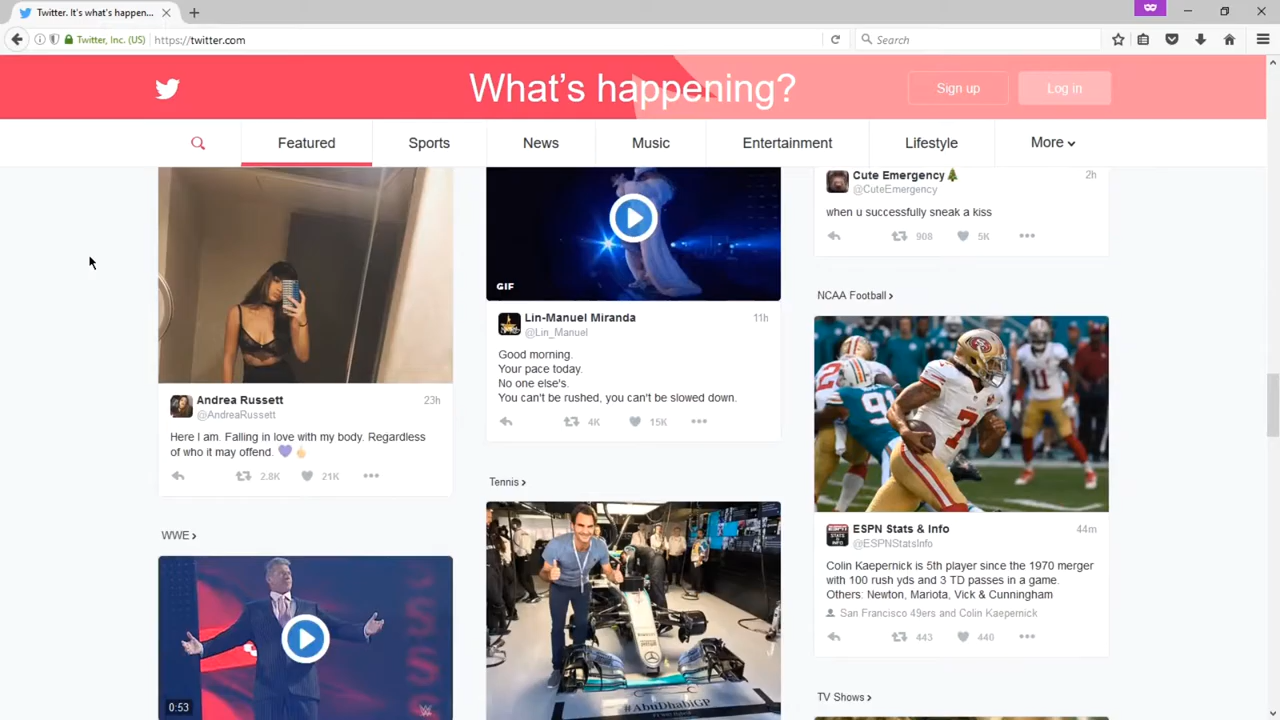 Twitter. It's what's happen...
Twitter, Inc. (US)
https://twitter.com
Search
What's happening?
Sign up
Log in
Featured
Sports
News
Music
Entertainment
Lifestyle
More
Andrea Russett
23h
@AndreaRussett
Here I am. Falling in love with my body. Regardless
of who it may offend. 💜👆🏻
2.8K
21K
WWE
0:53
GIF
Lin-Manuel Miranda
11h
@Lin_Manuel
Good morning.
Your pace today.
No one else's.
You can't be rushed, you can't be slowed down.
4K
15K
Tennis
#AbuDhabiGP
Cute Emergency🌲
2h
@CuteEmergency
when u successfully sneak a kiss
908
5K
NCAA Football
7
11
91
ESPN Stats & Info
44m
@ESPNStatsInfo
Colin Kaepernick is 5th player since the 1970 merger
with 100 rush yds and 3 TD passes in a game.
Others: Newton, Mariota, Vick & Cunningham
San Francisco 49ers and Colin Kaepernick
443
440
TV Shows